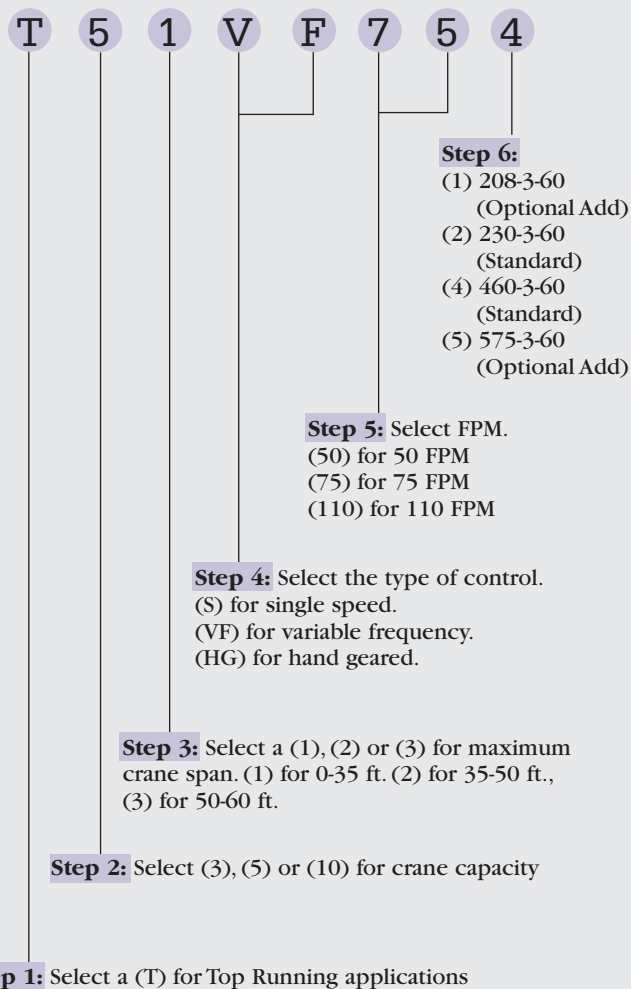 T 5 1 V F 7 5 4
Step 6:
(1) 208-3-60
(Optional Add)
(2) 230-3-60
(Standard)
(4) 460-3-60
(Standard)
(5) 575-3-60
(Optional Add)
Step 5: Select FPM.
(50) for 50 FPM
(75) for 75 FPM
(110) for 110 FPM
Step 4: Select the type of control.
(S) for single speed.
(VF) for variable frequency.
(HG) for hand geared.
Step 3: Select a (1), (2) or (3) for maximum
crane span. (1) for 0-35 ft. (2) for 35-50 ft.,
(3) for 50-60 ft.
Step 2: Select (3), (5) or (10) for crane capacity
p 1: Select a (T) for Top Running applications